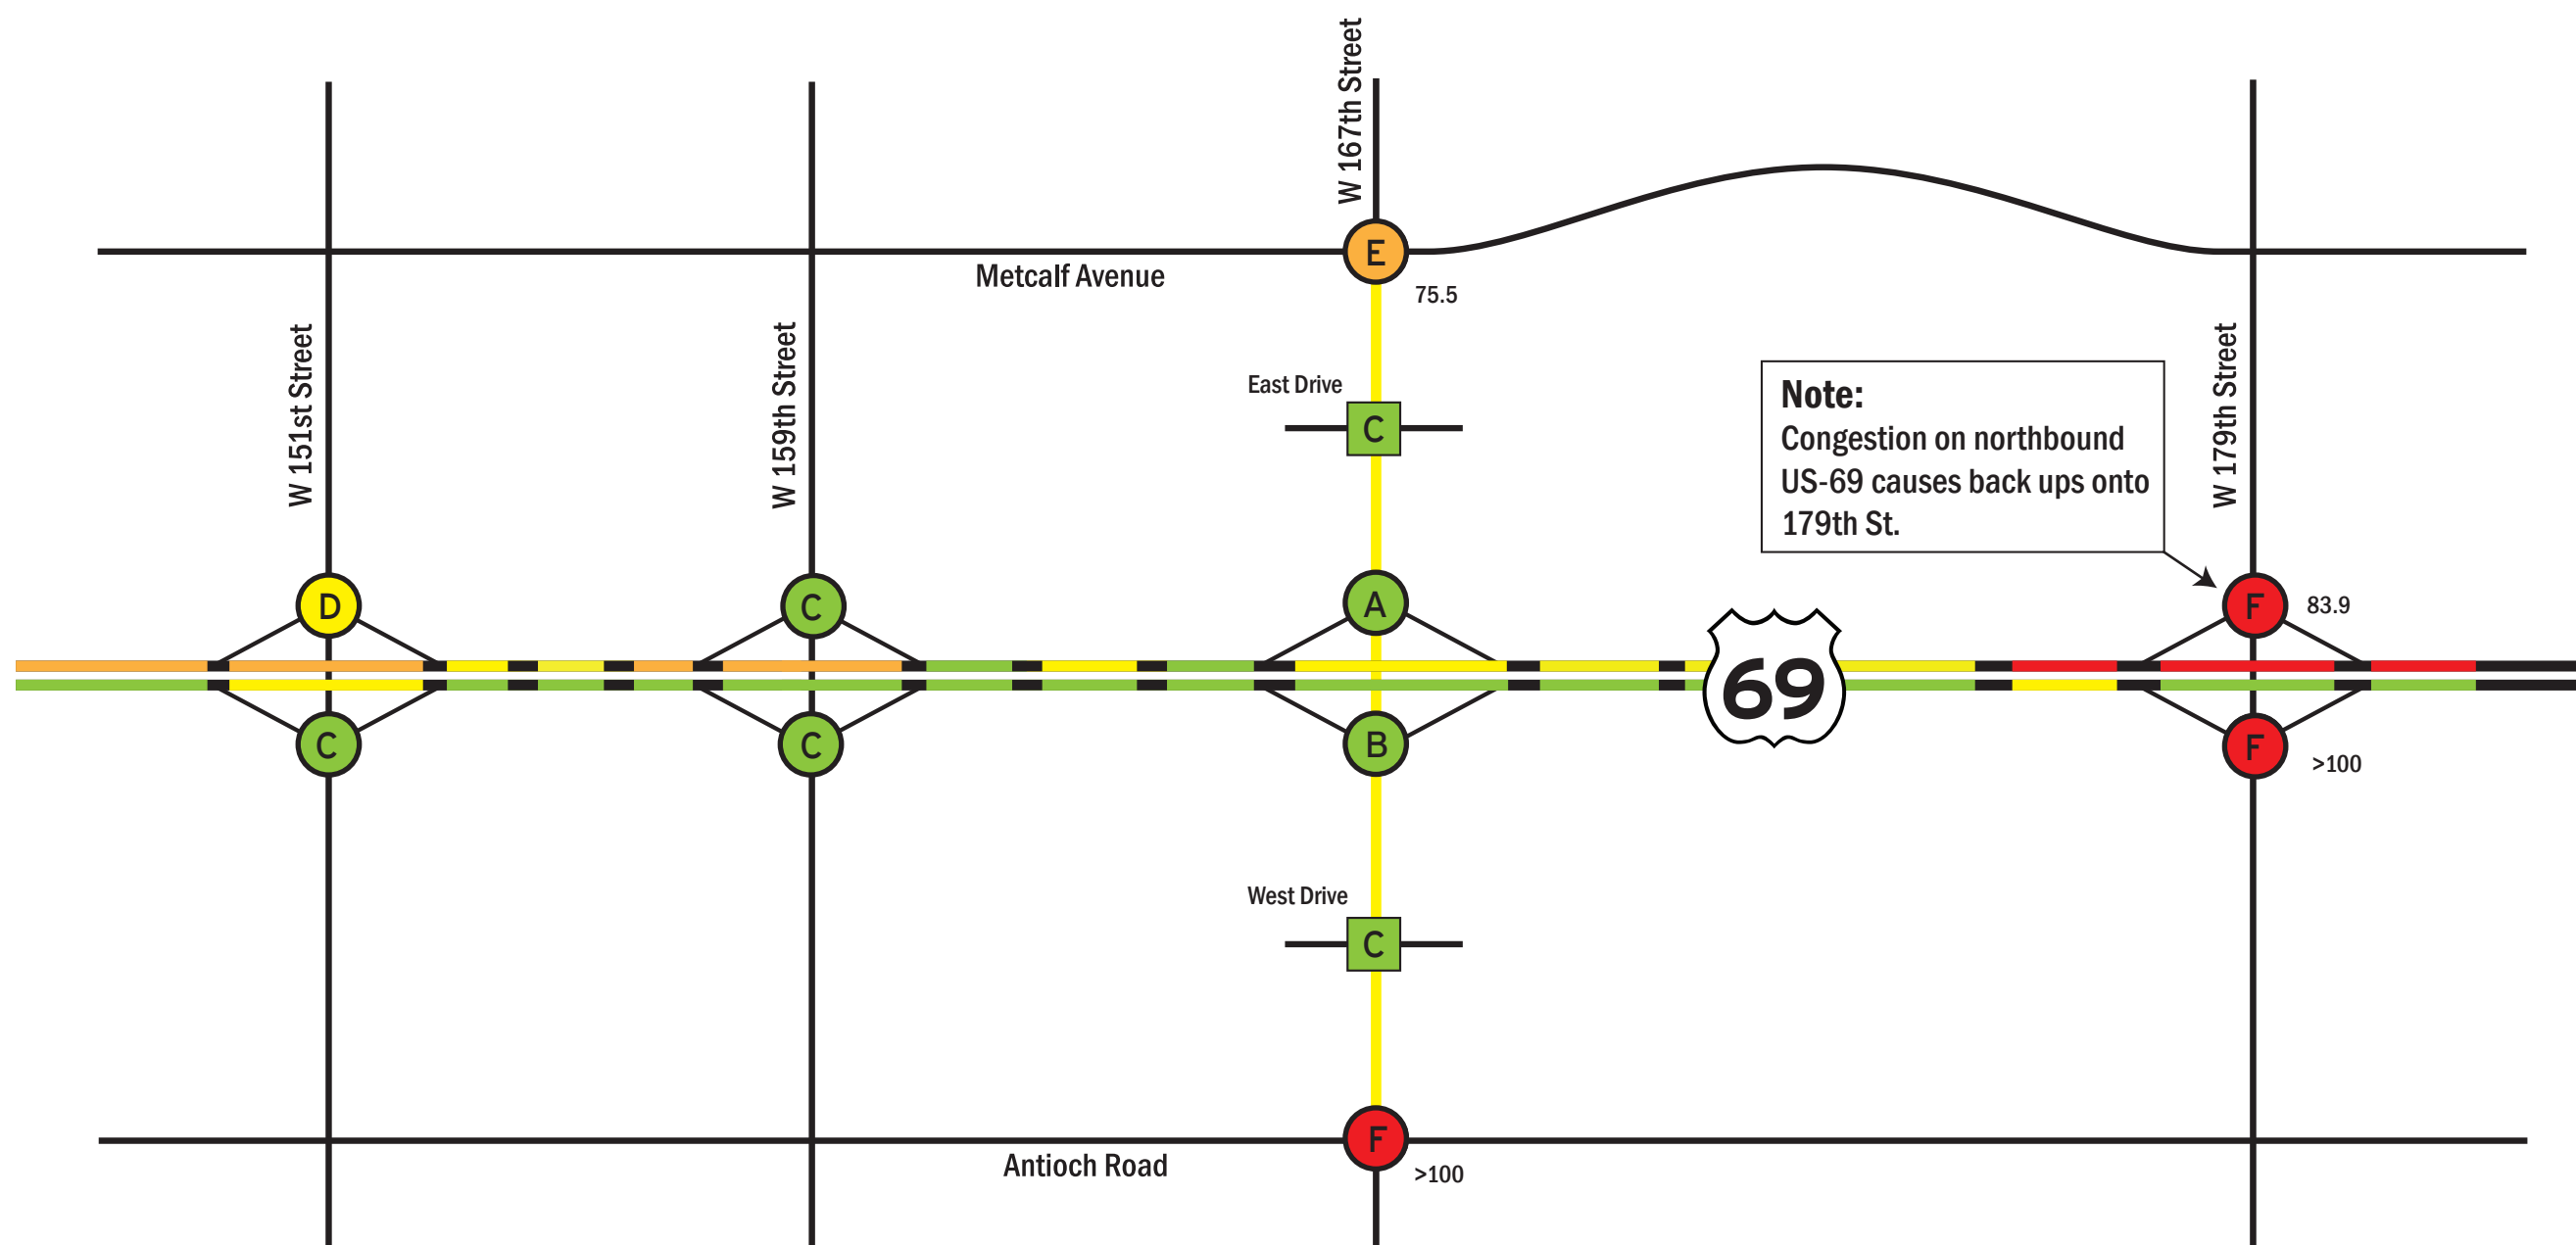 W 167th Street
E
Metcalf Avenue
75.5
W 151st Street
W 159th Street
East Drive
C
W 179th Street
Note:
Congestion on northbound
US-69 causes back ups onto
179th St.
D
C
A
F
83.9
69
C
C
B
F
>100
West Drive
C
F
Antioch Road
>100